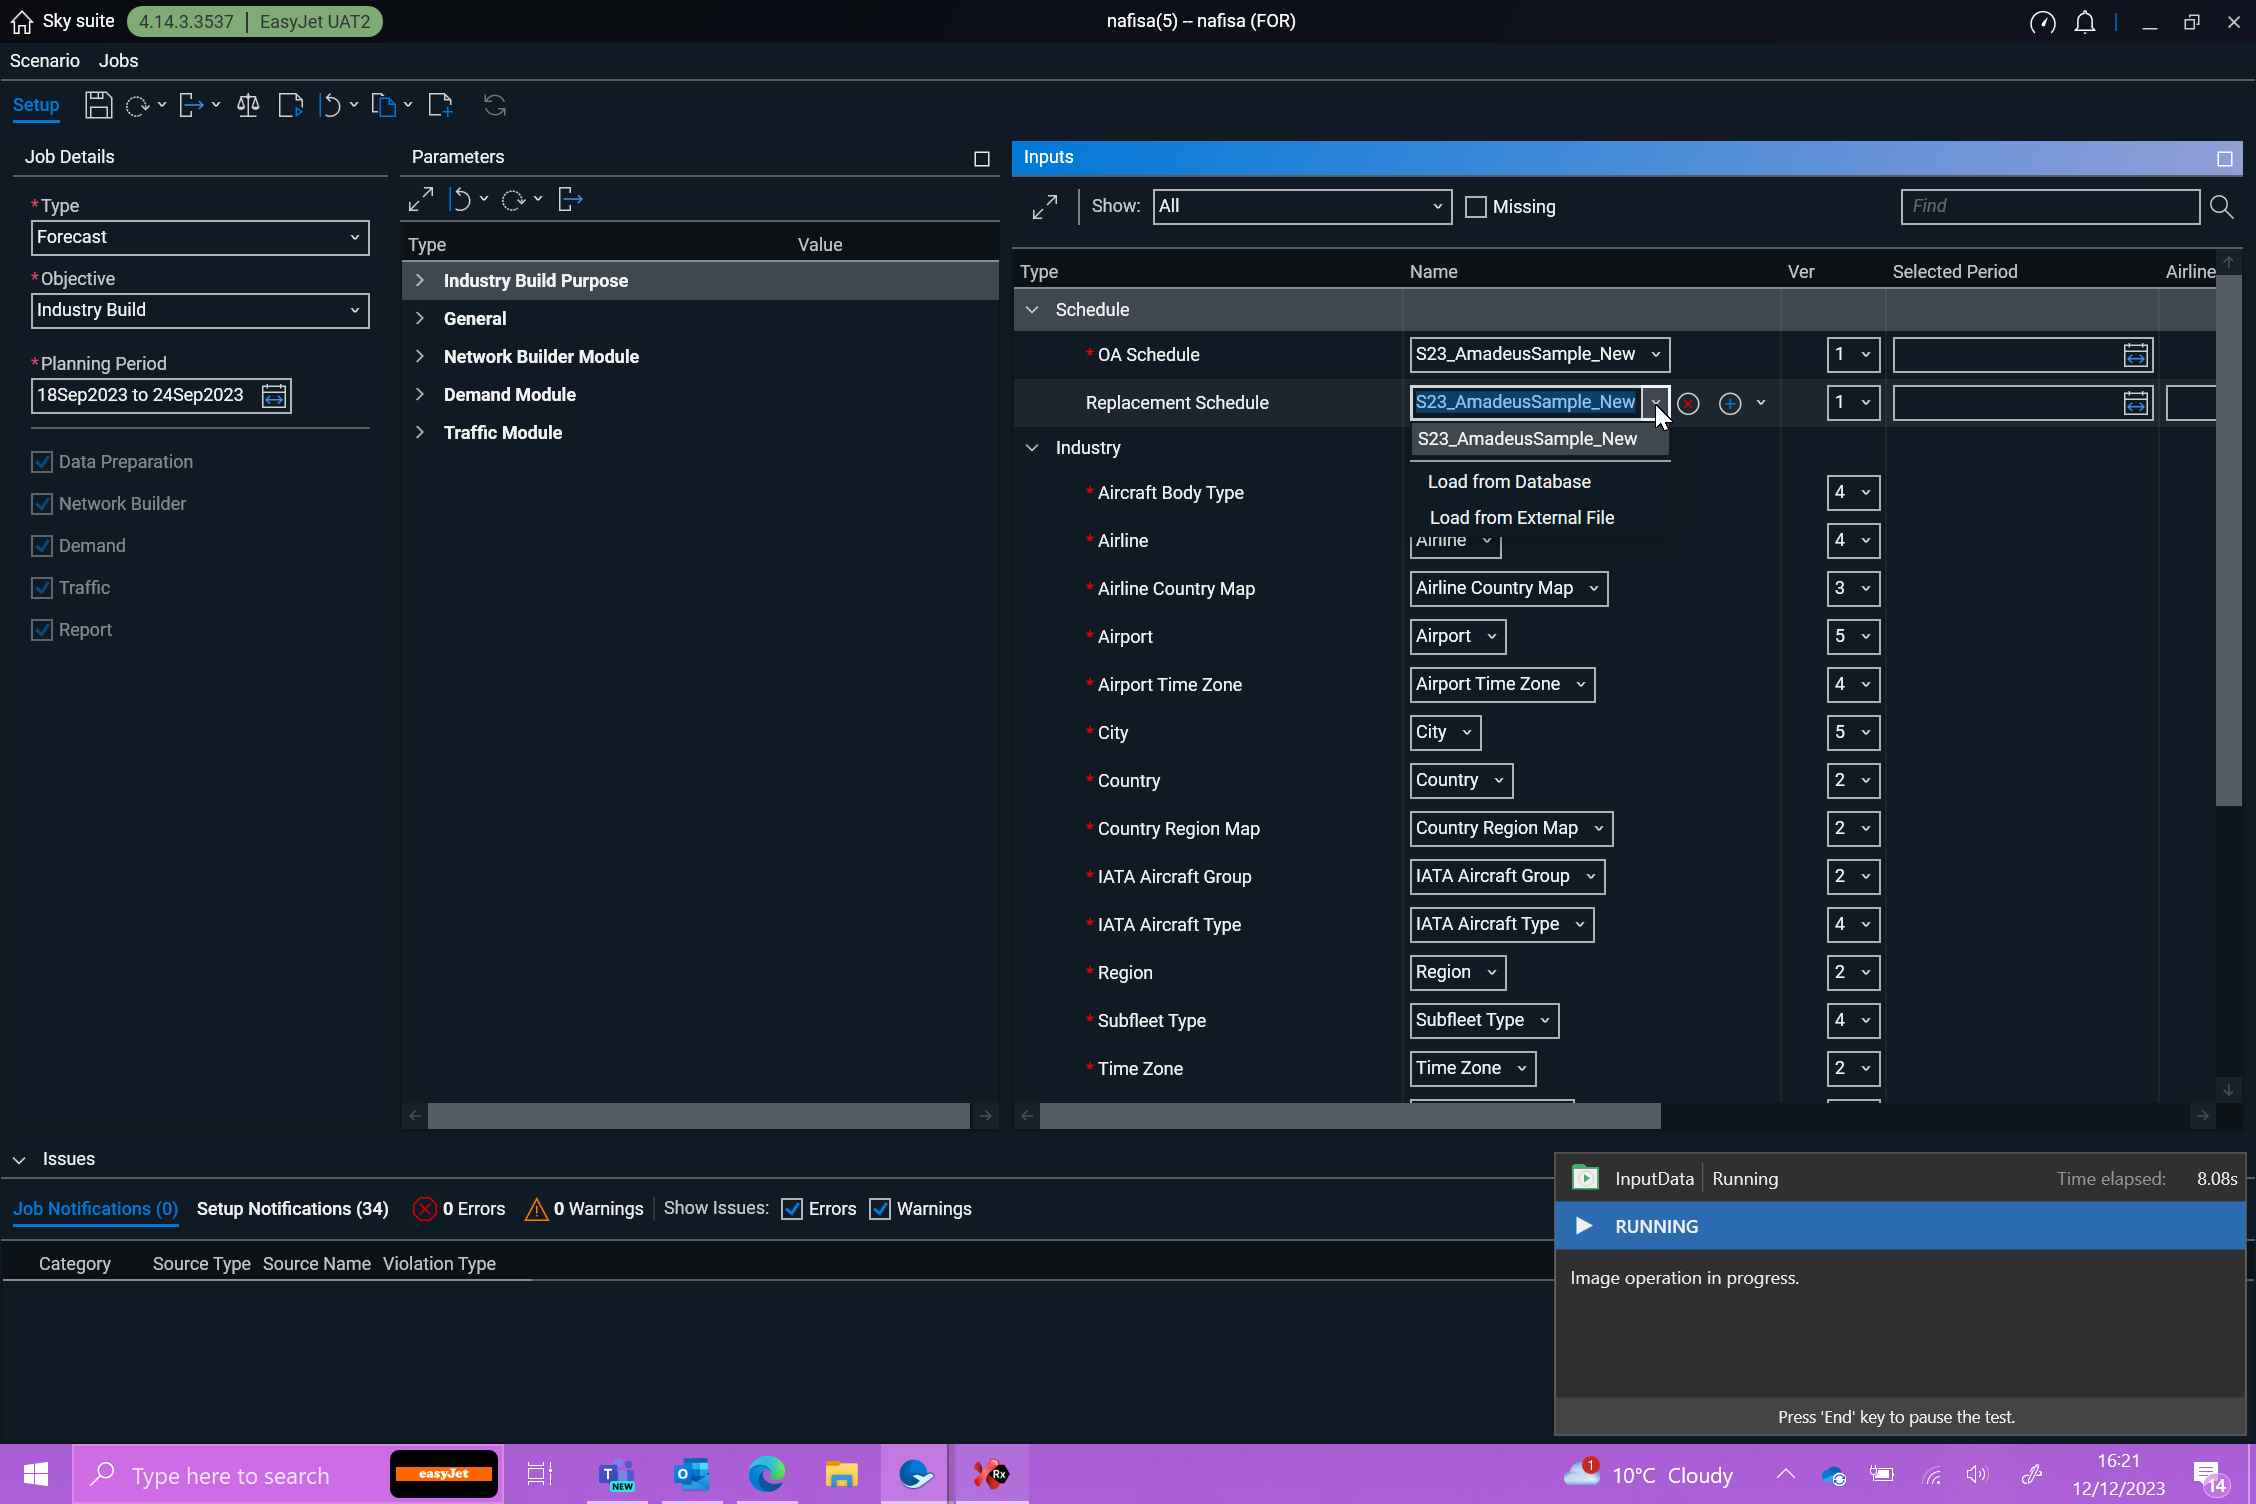 Sky suite 4.14.3.3537 | EasyJet UAT2 nafisa(5) – nafisa (FOR)
Scenario Jobs
Setup
Job Details
*Type
Forecast
*Objective
Industry Build
*Planning Period
18Sep2023 to 24Sep2023
Data Preparation
Network Builder
Demand
Traffic
Report
Parameters
Type Value
Industry Build Purpose
General
Network Builder Module
Demand Module
Traffic Module
Inputs
Show: All Missing Find
Type Name Ver Selected Period Airline
Schedule
* OA Schedule S23_AmadeusSample_New 1
Replacement Schedule S23_AmadeusSample_New 1
S23_AmadeusSample_New
Industry
Load from Database
* Aircraft Body Type 4
Load from External File
* Airline Airline 4
* Airline Country Map Airline Country Map 3
* Airport Airport 5
* Airport Time Zone Airport Time Zone 4
* City City 5
* Country Country 2
* Country Region Map Country Region Map 2
* IATA Aircraft Group IATA Aircraft Group 2
* IATA Aircraft Type IATA Aircraft Type 4
* Region Region 2
* Subfleet Type Subfleet Type 4
* Time Zone Time Zone 2
Issues
Job Notifications (0) Setup Notifications (34) 0 Errors 0 Warnings Show Issues: Errors Warnings
Category Source Type Source Name Violation Type
InputData Running Time elapsed: 8.08s
RUNNING
Image operation in progress.
Press 'End' key to pause the test.
Type here to search easyJet
T NEW
O
Rx
1
10°C Cloudy
16:21
12/12/2023
14